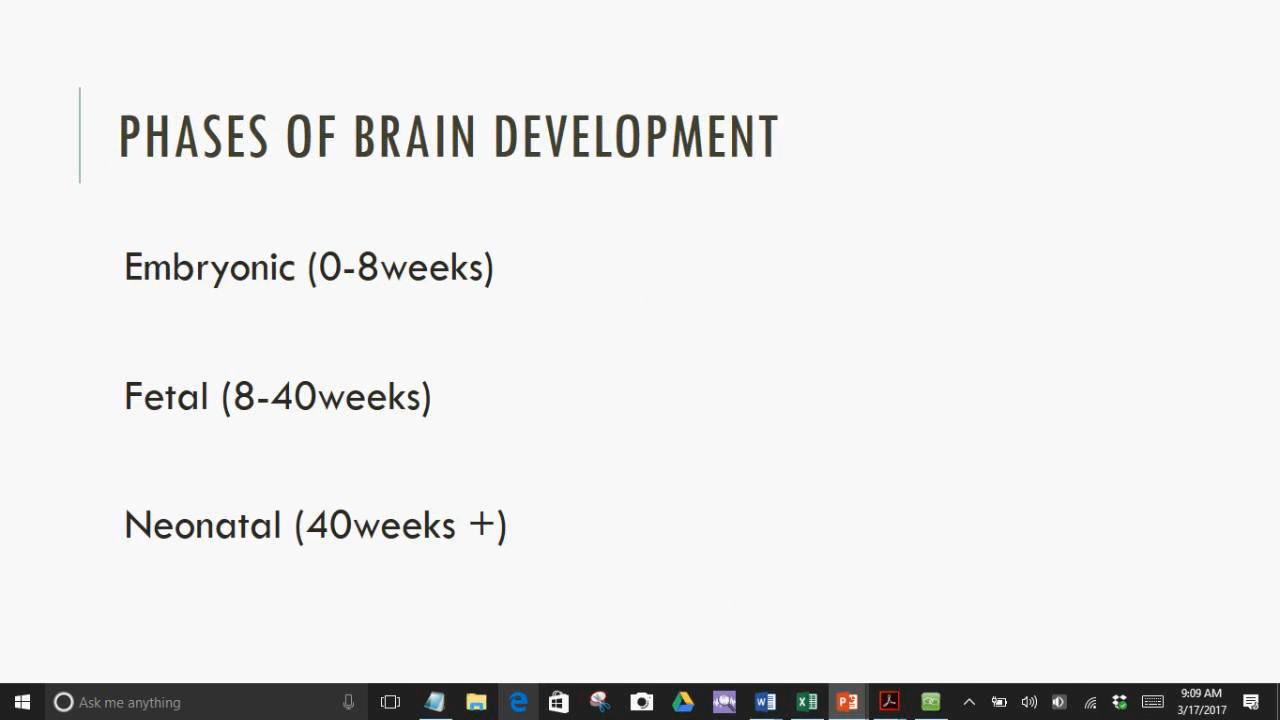 PHASES OF BRAIN DEVELOPMENT
Embryonic (0-8weeks)
Fetal (8-40weeks)
Neonatal (40weeks +)
Ask me anything
9:09 AM
3/17/2017